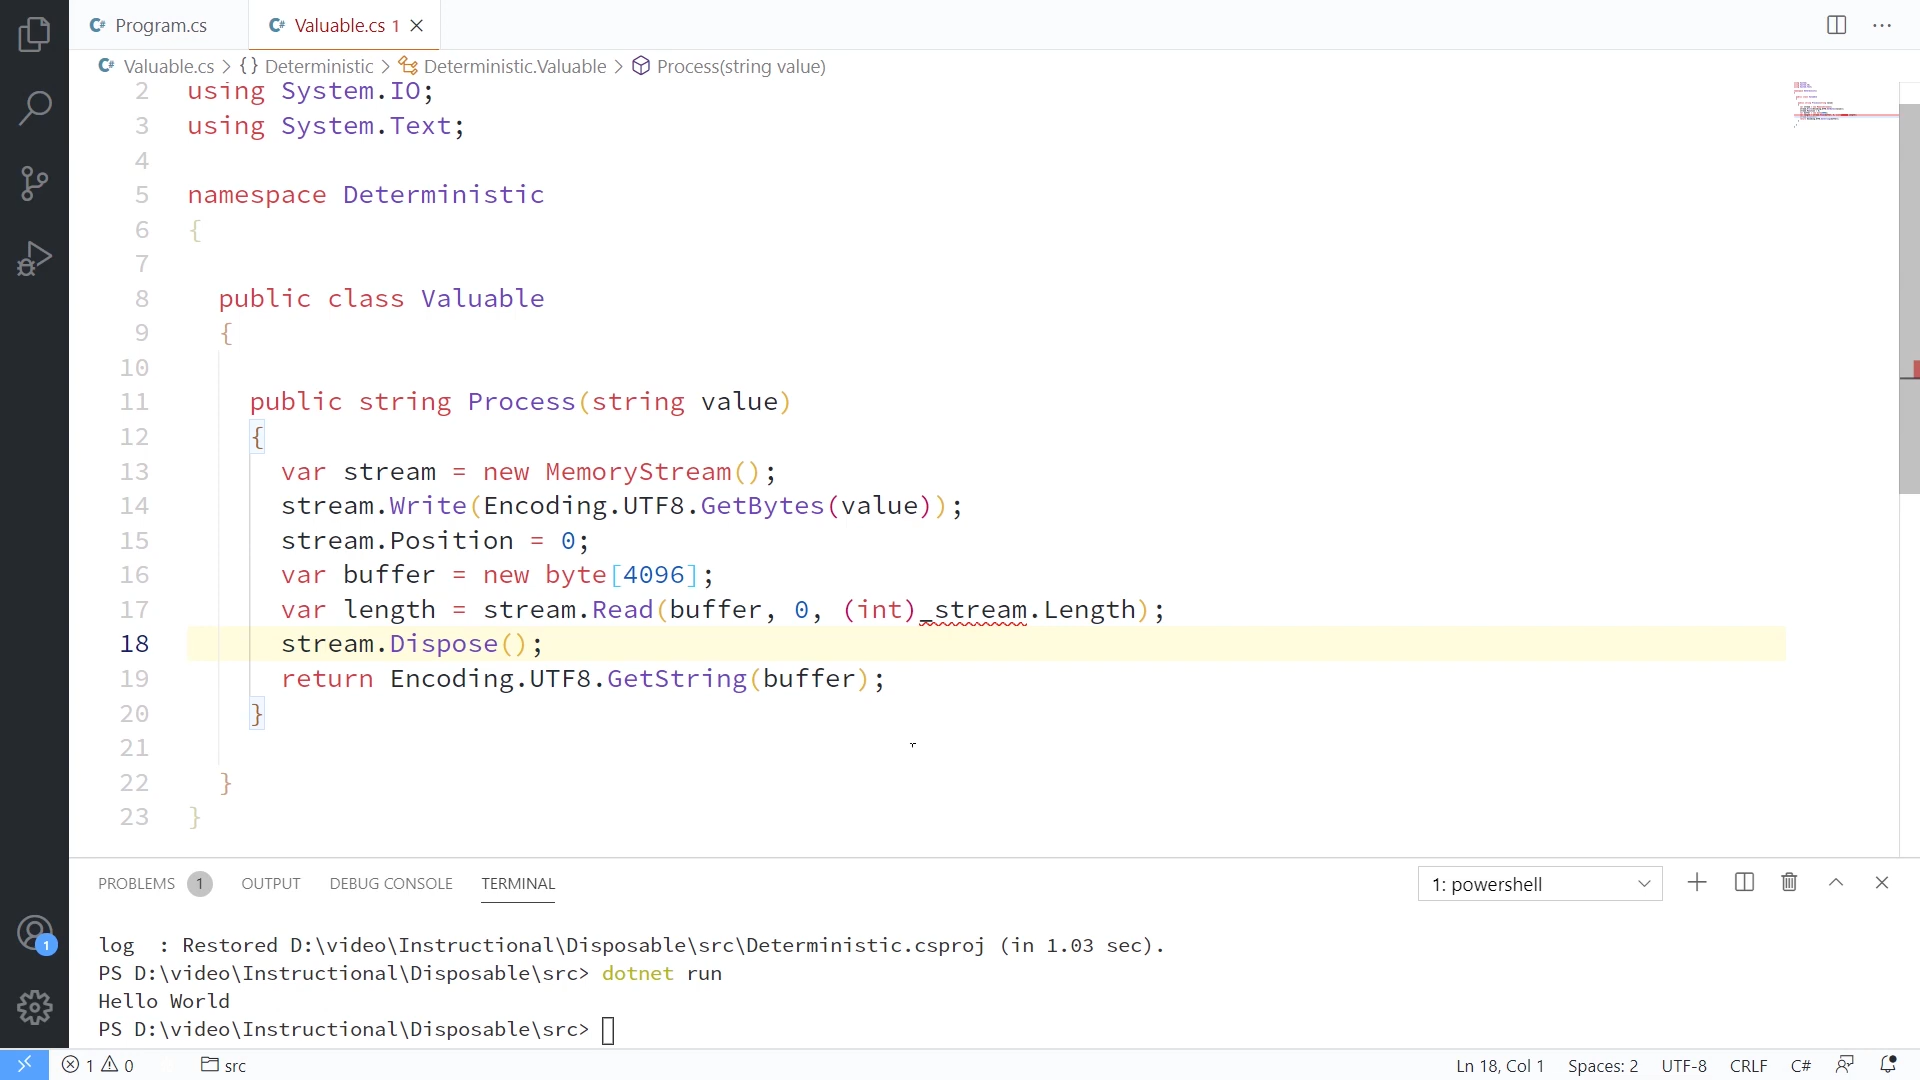 Program.cs
Valuable.cs 1
Valuable.cs > {} Deterministic > Deterministic.Valuable > Process(string value)
2 using System.IO;
3 using System.Text;
4
5 namespace Deterministic
6 {
7
8 public class Valuable
9 {
10
11 public string Process(string value)
12 {
13 var stream = new MemoryStream();
14 stream.Write(Encoding.UTF8.GetBytes(value));
15 stream.Position = 0;
16 var buffer = new byte[4096];
17 var length = stream.Read(buffer, 0, (int)_stream.Length);
18 stream.Dispose();
19 return Encoding.UTF8.GetString(buffer);
20 }
21
22 }
23 }
PROBLEMS 1 OUTPUT DEBUG CONSOLE TERMINAL 1: powershell
log  : Restored D:\video\Instructional\Disposable\src\Deterministic.csproj (in 1.03 sec).
PS D:\video\Instructional\Disposable\src> dotnet run
Hello World
PS D:\video\Instructional\Disposable\src>
1
1 0 src Ln 18, Col 1 Spaces: 2 UTF-8 CRLF C#